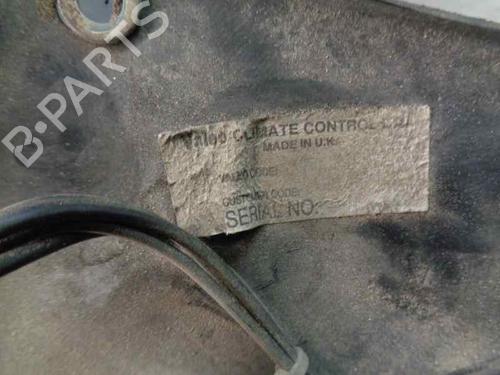 Valeo CLIMATE CONTROL LTD
MADE IN U.K.
VALEO CODE:
CUSTOMER CODE:
SERIAL NO.
B-PARTS